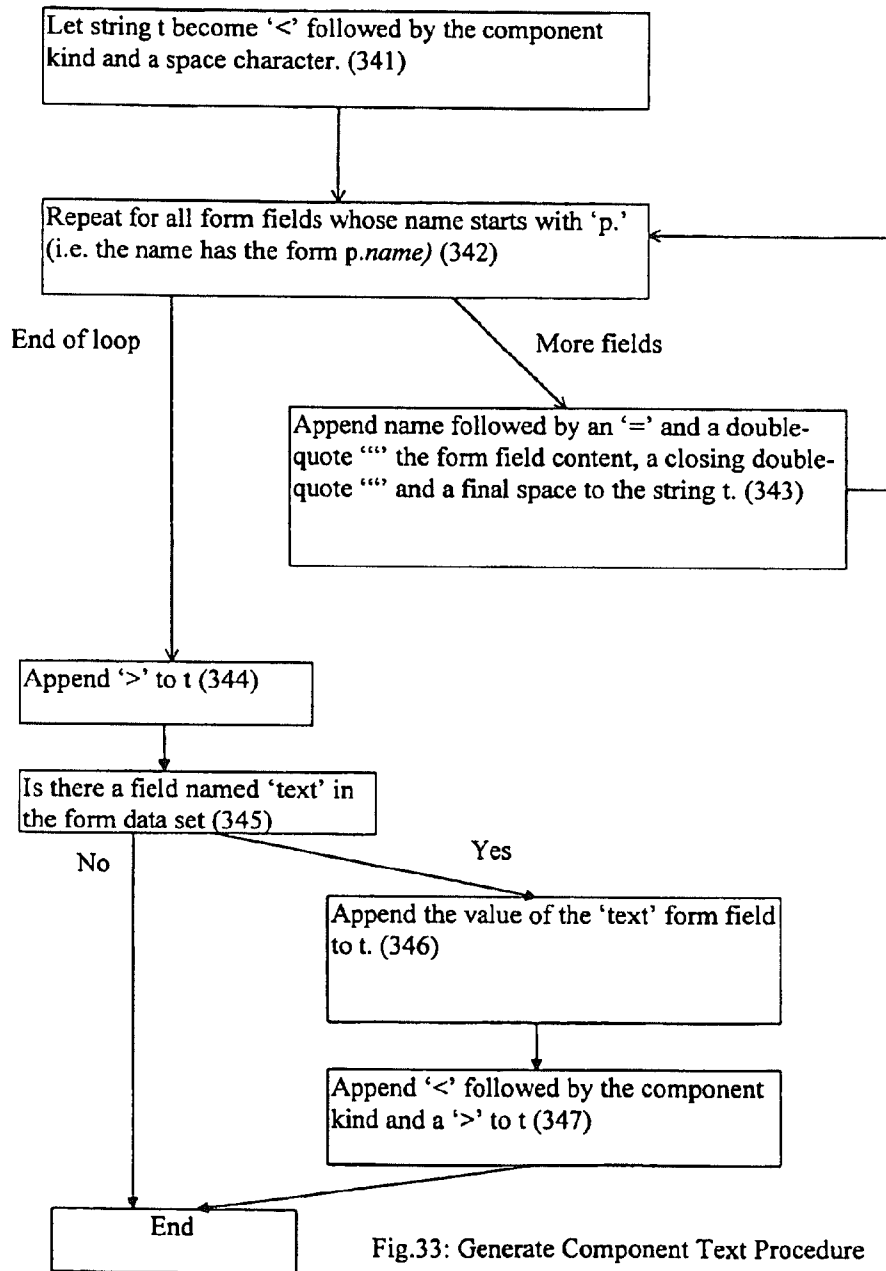 Let string t become ‘<’ followed by the component
kind and a space character. (341)
Repeat for all form fields whose name starts with ‘p.’
(i.e. the name has the form p.name) (342)
End of loop
More fields
Append name followed by an ‘=’ and a double-
quote “‘’ the form field content, a closing double-
quote “‘’ and a final space to the string t. (343)
Append ‘>’ to t (344)
Is there a field named ‘text’ in
the form data set (345)
No
Yes
Append the value of the ‘text’ form field
to t. (346)
Append ‘<’ followed by the component
kind and a ‘>’ to t (347)
End
Fig.33: Generate Component Text Procedure